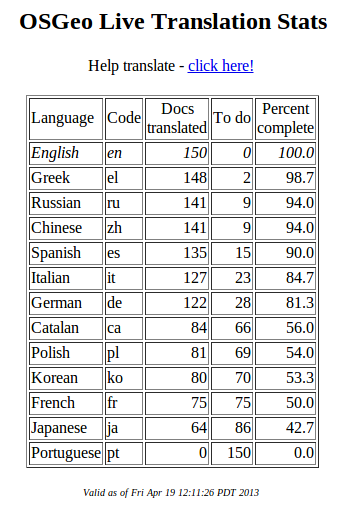 OSGeo Live Translation Stats
Help translate - click here!
Language Code Docs translated To do Percent complete
English en 150 0 100.0
Greek el 148 2 98.7
Russian ru 141 9 94.0
Chinese zh 141 9 94.0
Spanish es 135 15 90.0
Italian it 127 23 84.7
German de 122 28 81.3
Catalan ca 84 66 56.0
Polish pl 81 69 54.0
Korean ko 80 70 53.3
French fr 75 75 50.0
Japanese ja 64 86 42.7
Portuguese pt 0 150 0.0
Valid as of Fri Apr 19 12:11:26 PDT 2013